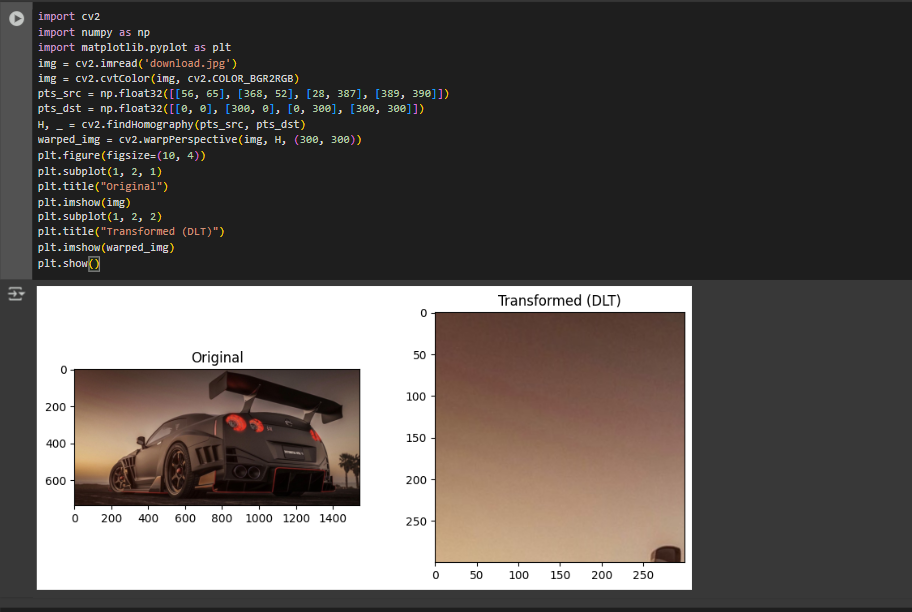 import cv2
import numpy as np
import matplotlib.pyplot as plt
img = cv2.imread('download.jpg')
img = cv2.cvtColor(img, cv2.COLOR_BGR2RGB)
pts_src = np.float32([[56, 65], [368, 52], [28, 387], [389, 390]])
pts_dst = np.float32([[0, 0], [300, 0], [0, 300], [300, 300]])
H, _ = cv2.findHomography(pts_src, pts_dst)
warped_img = cv2.warpPerspective(img, H, (300, 300))
plt.figure(figsize=(10, 4))
plt.subplot(1, 2, 1)
plt.title("Original")
plt.imshow(img)
plt.subplot(1, 2, 2)
plt.title("Transformed (DLT)")
plt.imshow(warped_img)
plt.show()
Original
0
200
400
600
0 200 400 600 800 1000 1200 1400
Transformed (DLT)
0
50
100
150
200
250
0 50 100 150 200 250